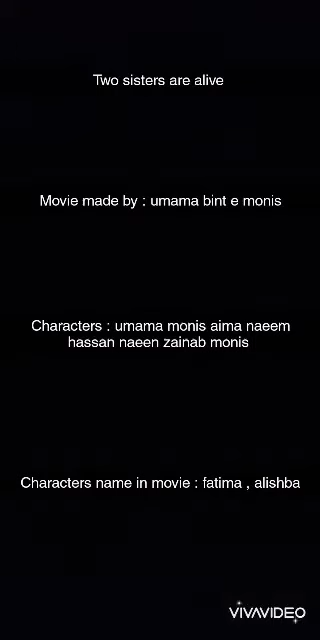 Two sisters are alive
Movie made by : umama bint e monis
Characters : umama monis aima naeem
hassan naeen zainab monis
Characters name in movie : fatima , alishba
VIVAVIDEO